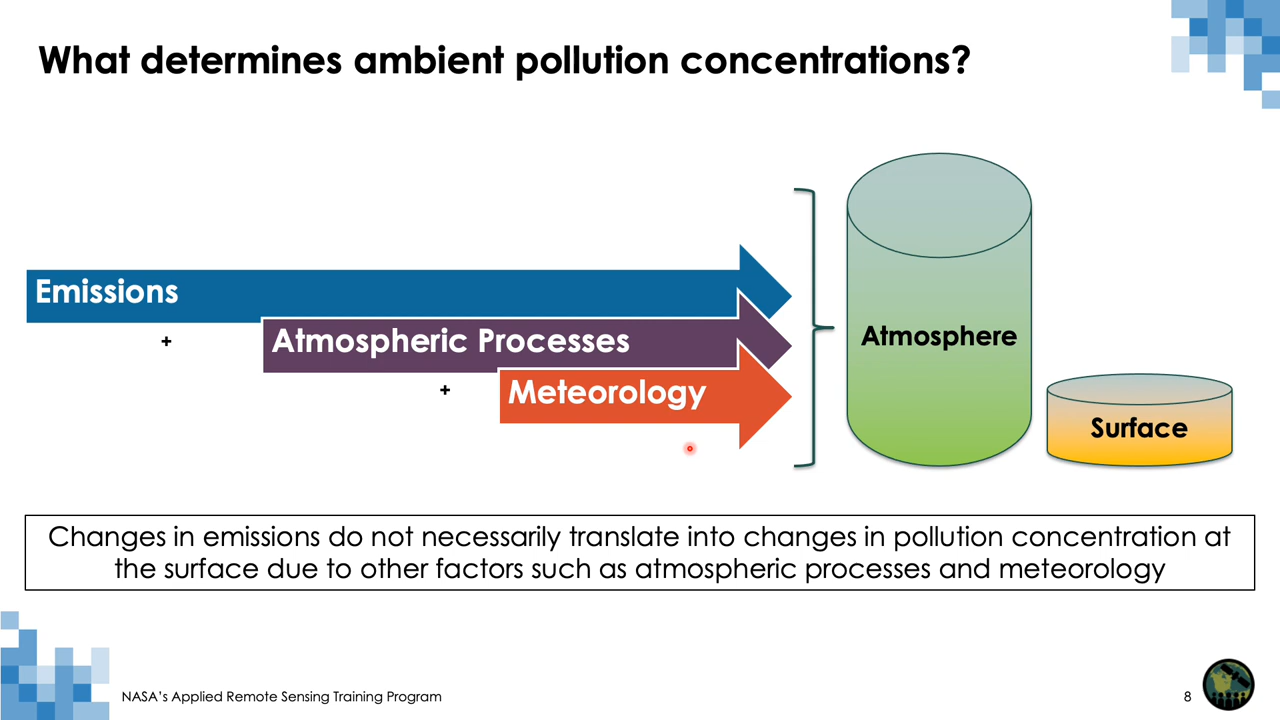 What determines ambient pollution concentrations?
Emissions
+
Atmospheric Processes
+
Meteorology
Atmosphere
Surface
Changes in emissions do not necessarily translate into changes in pollution concentration at
the surface due to other factors such as atmospheric processes and meteorology
NASA's Applied Remote Sensing Training Program
8